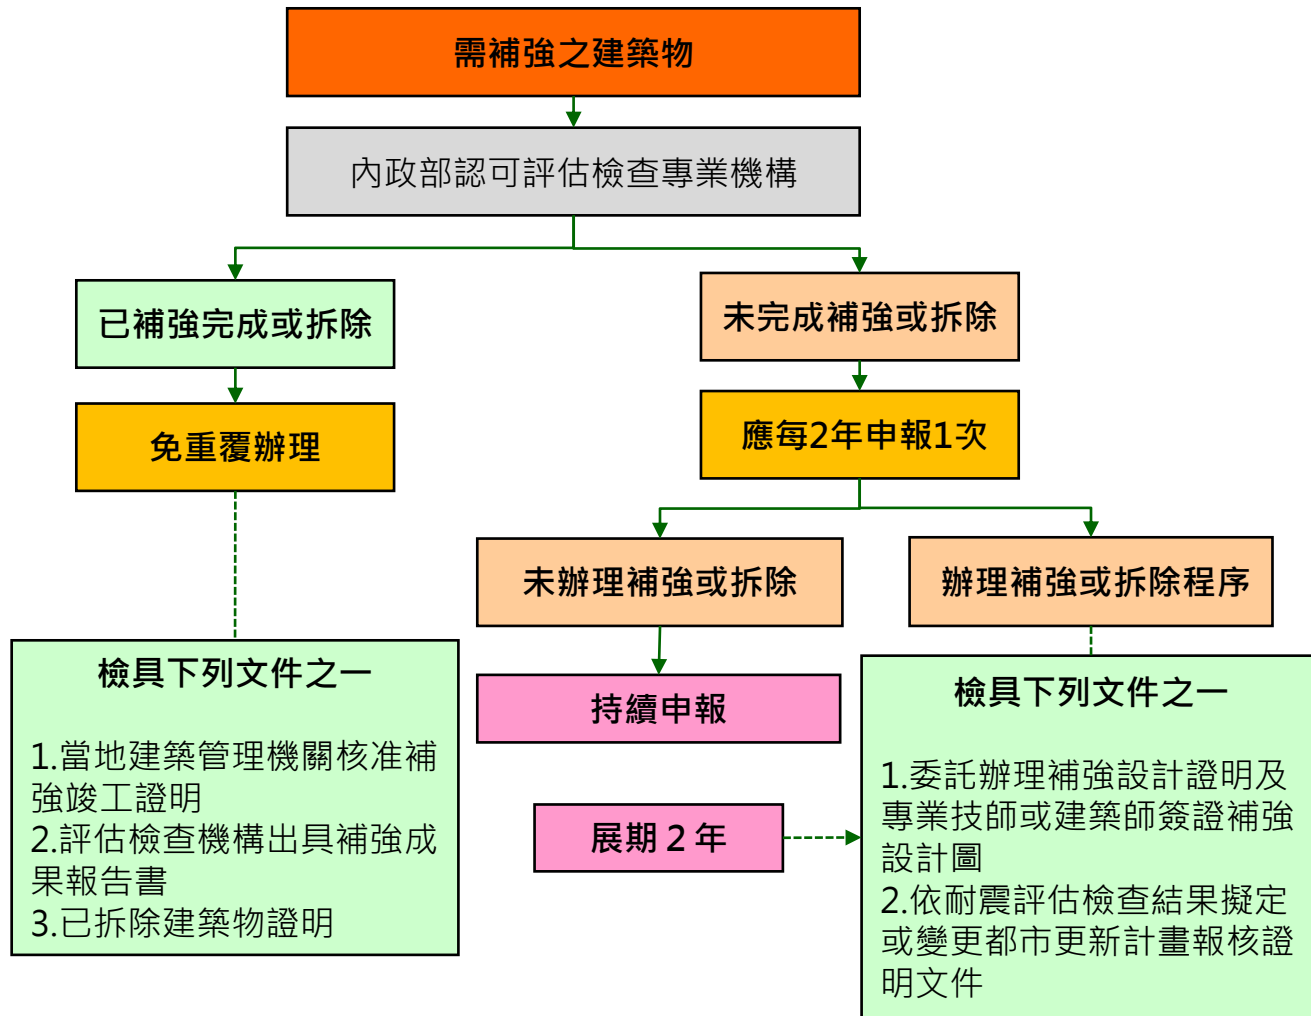 需補強之建築物
內政部認可評估檢查專業機構
已補強完成或拆除
未完成補強或拆除
免重覆辦理
應每2年申報1次
未辦理補強或拆除
辦理補強或拆除程序
檢具下列文件之一
1.當地建築管理機關核准補
強竣工證明
2.評估檢查機構出具補強成
果報告書
3.已拆除建築物證明
持續申報
展期２年
檢具下列文件之一
1.委託辦理補強設計證明及
專業技師或建築師簽證補強
設計圖
2.依耐震評估檢查結果擬定
或變更都市更新計畫報核證
明文件